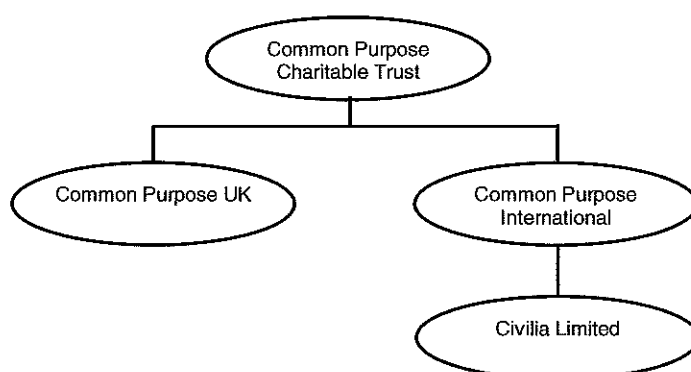 Common Purpose
Charitable Trust
Common Purpose UK
Common Purpose
International
Civilia Limited